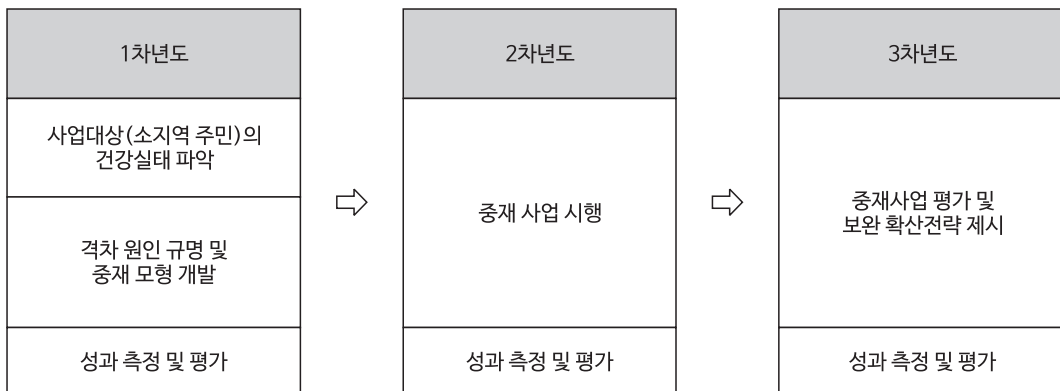 1차년도
사업대상(소지역 주민)의
건강실태 파악
격차 원인 규명 및
중재 모형 개발
성과 측정 및 평가
2차년도
중재 사업 시행
성과 측정 및 평가
3차년도
중재사업 평가 및
보완 확산전략 제시
성과 측정 및 평가